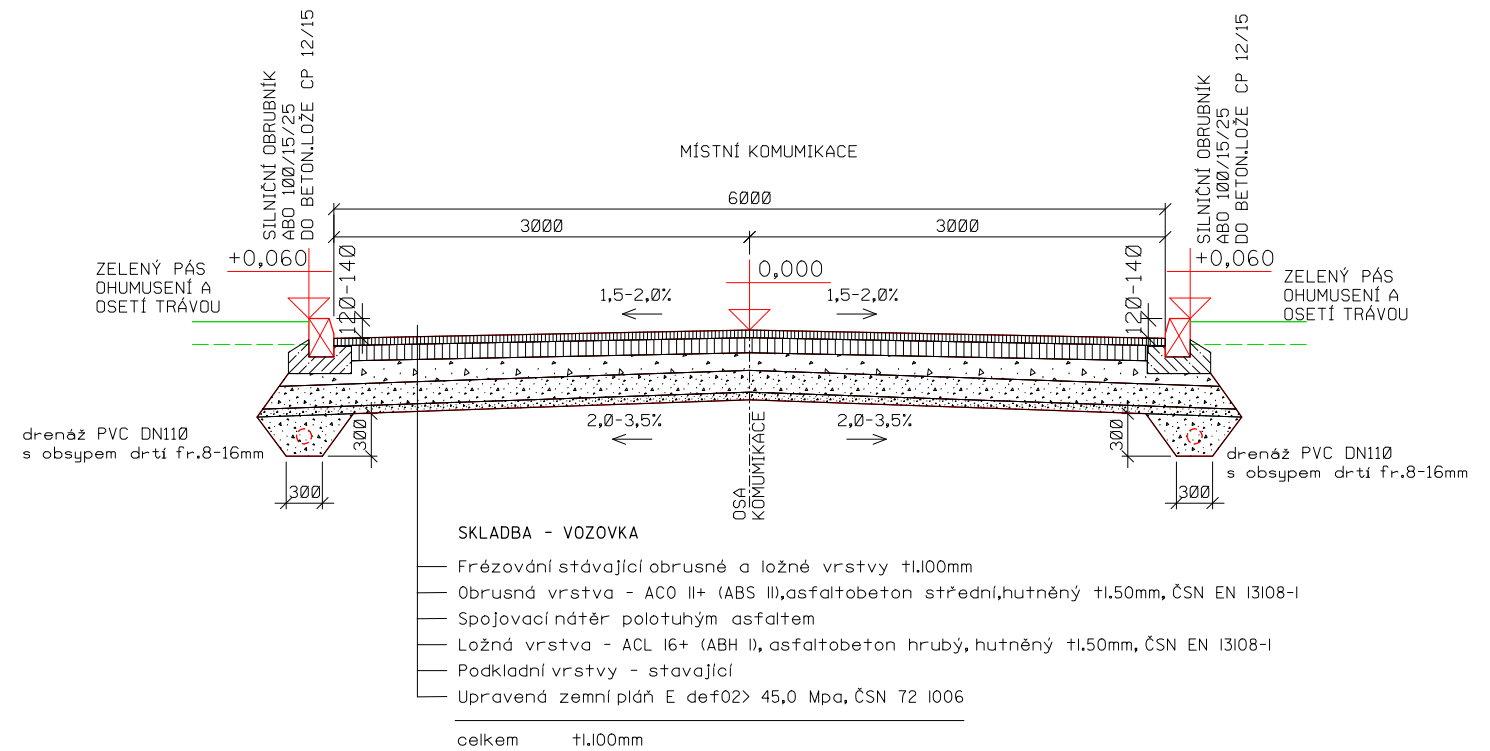 SILNIČNÍ OBRUBNÍK
ABO 100/15/25
DO BETON.LOŽE CP 12/15
SILNIČNÍ OBRUBNÍK
ABO 100/15/25
DO BETON.LOŽE CP 12/15
MÍSTNÍ KOMUMIKACE
6000
3000
3000
+0,060
+0,060
120-140
120-140
ZELENÝ PÁS
OHUMUSENÍ A
OSETÍ TRÁVOU
ZELENÝ PÁS
OHUMUSENÍ A
OSETÍ TRÁVOU
0,000
1,5-2,0%
1,5-2,0%
2,0-3,5%
2,0-3,5%
300
300
drenáž PVC DN110
s obsypem drtí fr.8-16mm
drenáž PVC DN110
s obsypem drtí fr.8-16mm
300
300
OSA
KOMUMIKACE
SKLADBA - VOZOVKA
Frézování stávající obrusné a ložné vrstvy tl.100mm
Obrusná vrstva - ACO 11+ (ABS II),asfaltobeton střední,hutněný tl.50mm, ČSN EN 13108-1
Spojovací nátěr polotuhým asfaltem
Ložná vrstva - ACL 16+ (ABH I), asfaltobeton hrubý, hutněný tl.50mm, ČSN EN 13108-1
Podkladní vrstvy - stavající
Upravená zemní pláň E def02> 45,0 Mpa, ČSN 72 1006
celkem tl.100mm